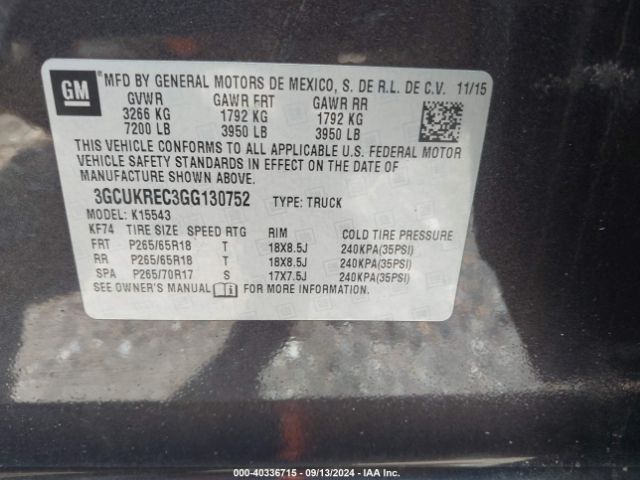 GM
MFD BY GENERAL MOTORS DE MEXICO, S. DE R.L. DE C.V. 11/15
GVWR GAWR FRT GAWR RR
3266 KG 1792 KG 1792 KG
7200 LB 3950 LB 3950 LB
THIS VEHICLE CONFORMS TO ALL APPLICABLE U.S. FEDERAL MOTOR
VEHICLE SAFETY STANDARDS IN EFFECT ON THE DATE OF
MANUFACTURE SHOWN ABOVE.
3GCUKREC3GG130752 TYPE: TRUCK
MODEL: K15543
KF74 TIRE SIZE SPEED RTG RIM COLD TIRE PRESSURE
FRT P265/65R18 T 18X8.5J 240KPA(35PSI)
RR P265/65R18 T 18X8.5J 240KPA(35PSI)
SPA P265/70R17 S 17X7.5J 240KPA(35PSI)
SEE OWNER'S MANUAL FOR MORE INFORMATION.
000-40336715 - 09/13/2024 - IAA Inc.